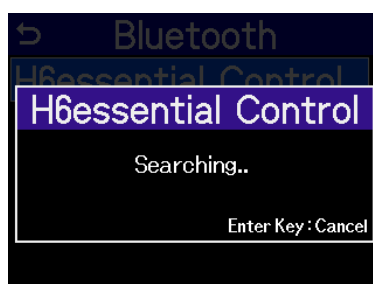 Bluetooth
H6essential Control
H6essential Control
Searching..
Enter Key : Cancel